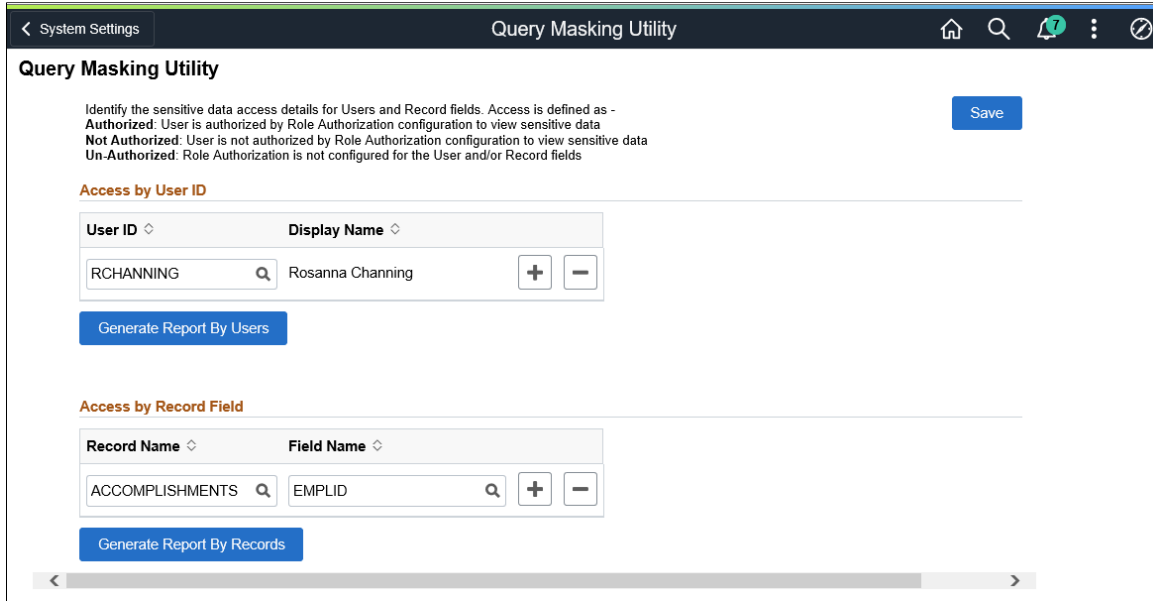 System Settings
Query Masking Utility
7
Query Masking Utility
Identify the sensitive data access details for Users and Record fields. Access is defined as -
Authorized: User is authorized by Role Authorization configuration to view sensitive data
Not Authorized: User is not authorized by Role Authorization configuration to view sensitive data
Un-Authorized: Role Authorization is not configured for the User and/or Record fields
Save
Access by User ID
User ID Display Name
RCHANNING Rosanna Channing
Generate Report By Users
Access by Record Field
Record Name Field Name
ACCOMPLISHMENTS EMPLID
Generate Report By Records